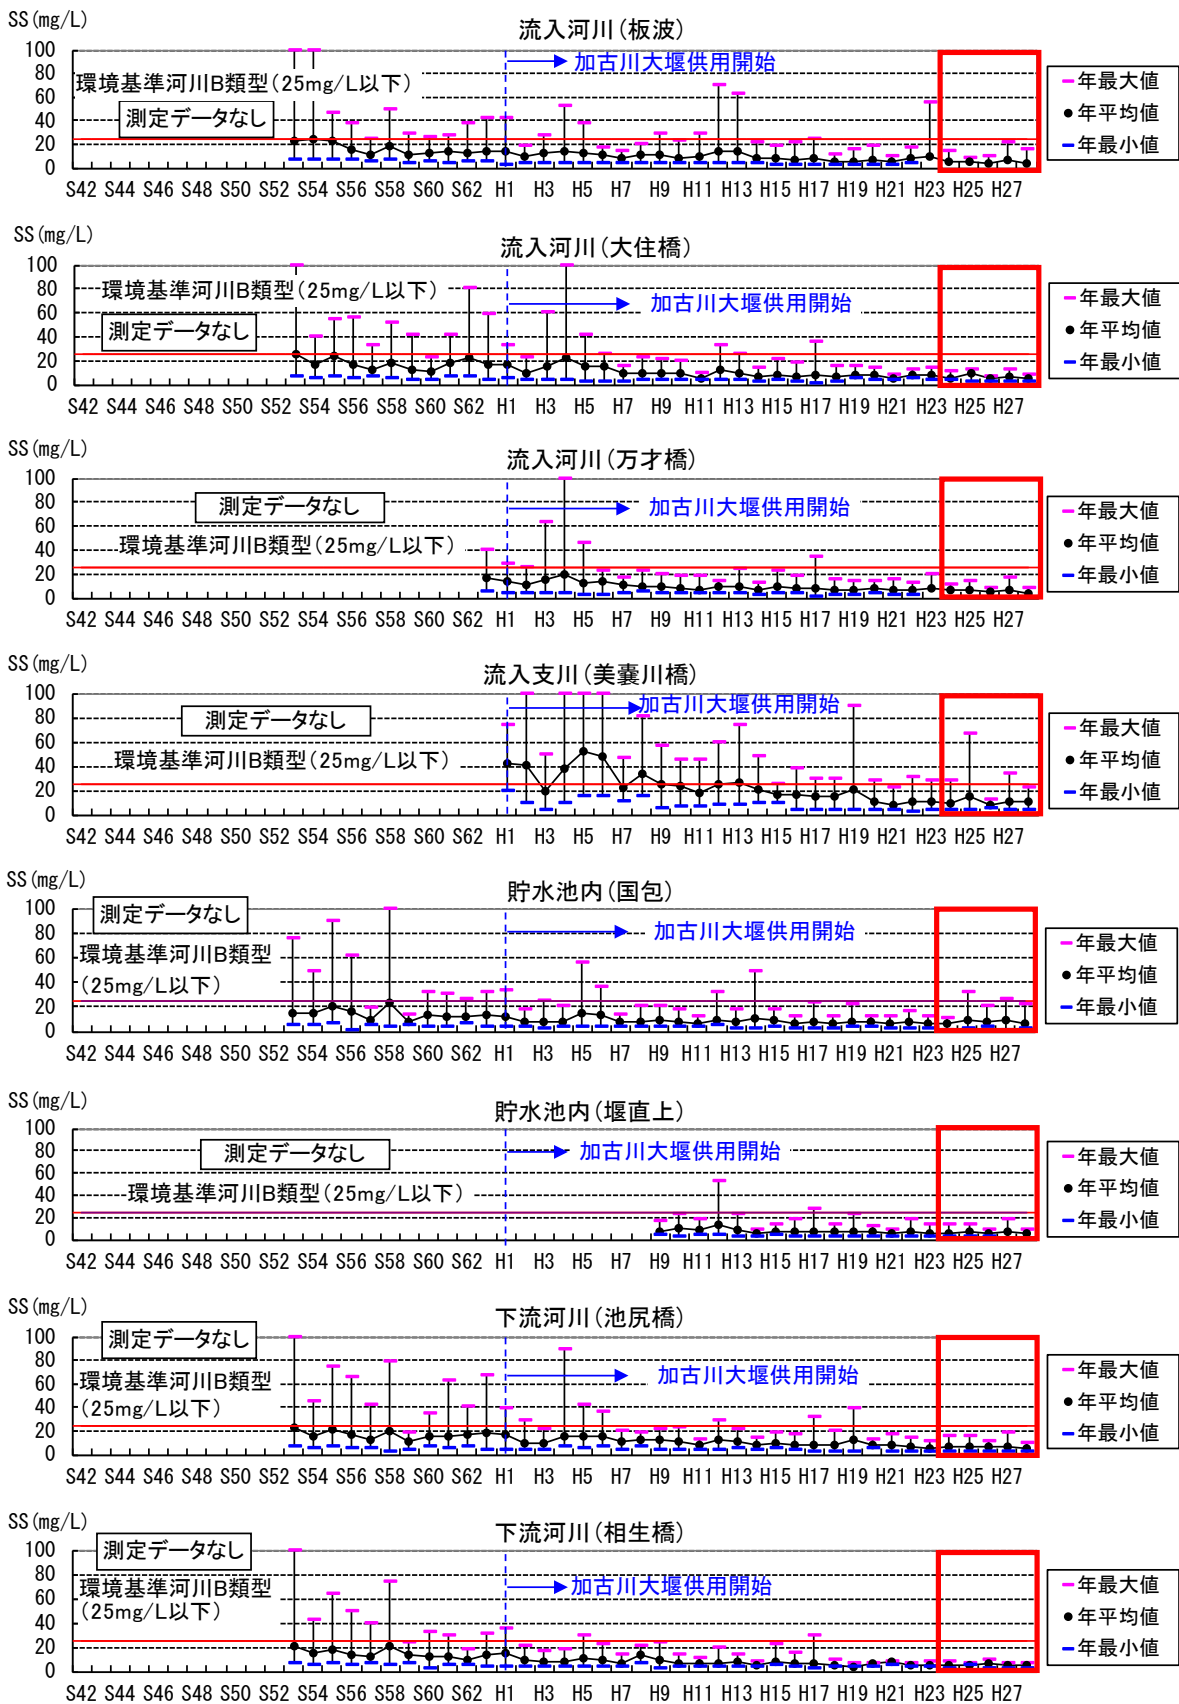 SS(mg/L)
流入河川(板波)
100
80
60
40
20
0
環境基準河川B類型(25mg/L以下)
測定データなし
加古川大堰供用開始
年最大値
年平均値
年最小値
S42 S44 S46 S48 S50 S52 S54 S56 S58 S60 S62 H1 H3 H5 H7 H9 H11 H13 H15 H17 H19 H21 H23 H25 H27
SS(mg/L)
流入河川(大住橋)
100
80
60
40
20
0
環境基準河川B類型(25mg/L以下)
測定データなし
加古川大堰供用開始
年最大値
年平均値
年最小値
S42 S44 S46 S48 S50 S52 S54 S56 S58 S60 S62 H1 H3 H5 H7 H9 H11 H13 H15 H17 H19 H21 H23 H25 H27
SS(mg/L)
流入河川(万才橋)
100
80
60
40
20
0
測定データなし
環境基準河川B類型(25mg/L以下)
加古川大堰供用開始
年最大値
年平均値
年最小値
S42 S44 S46 S48 S50 S52 S54 S56 S58 S60 S62 H1 H3 H5 H7 H9 H11 H13 H15 H17 H19 H21 H23 H25 H27
SS(mg/L)
流入支川(美嚢川橋)
100
80
60
40
20
0
測定データなし
環境基準河川B類型(25mg/L以下)
加古川大堰供用開始
年最大値
年平均値
年最小値
S42 S44 S46 S48 S50 S52 S54 S56 S58 S60 S62 H1 H3 H5 H7 H9 H11 H13 H15 H17 H19 H21 H23 H25 H27
SS(mg/L)
貯水池内(国包)
100
80
60
40
20
0
測定データなし
環境基準河川B類型
(25mg/L以下)
加古川大堰供用開始
年最大値
年平均値
年最小値
S42 S44 S46 S48 S50 S52 S54 S56 S58 S60 S62 H1 H3 H5 H7 H9 H11 H13 H15 H17 H19 H21 H23 H25 H27
SS(mg/L)
貯水池内(堰直上)
100
80
60
40
20
0
測定データなし
環境基準河川B類型(25mg/L以下)
加古川大堰供用開始
年最大値
年平均値
年最小値
S42 S44 S46 S48 S50 S52 S54 S56 S58 S60 S62 H1 H3 H5 H7 H9 H11 H13 H15 H17 H19 H21 H23 H25 H27
SS(mg/L)
下流河川(池尻橋)
100
80
60
40
20
0
測定データなし
環境基準河川B類型
(25mg/L以下)
加古川大堰供用開始
年最大値
年平均値
年最小値
S42 S44 S46 S48 S50 S52 S54 S56 S58 S60 S62 H1 H3 H5 H7 H9 H11 H13 H15 H17 H19 H21 H23 H25 H27
SS(mg/L)
下流河川(相生橋)
100
80
60
40
20
0
測定データなし
環境基準河川B類型
(25mg/L以下)
加古川大堰供用開始
年最大値
年平均値
年最小値
S42 S44 S46 S48 S50 S52 S54 S56 S58 S60 S62 H1 H3 H5 H7 H9 H11 H13 H15 H17 H19 H21 H23 H25 H27